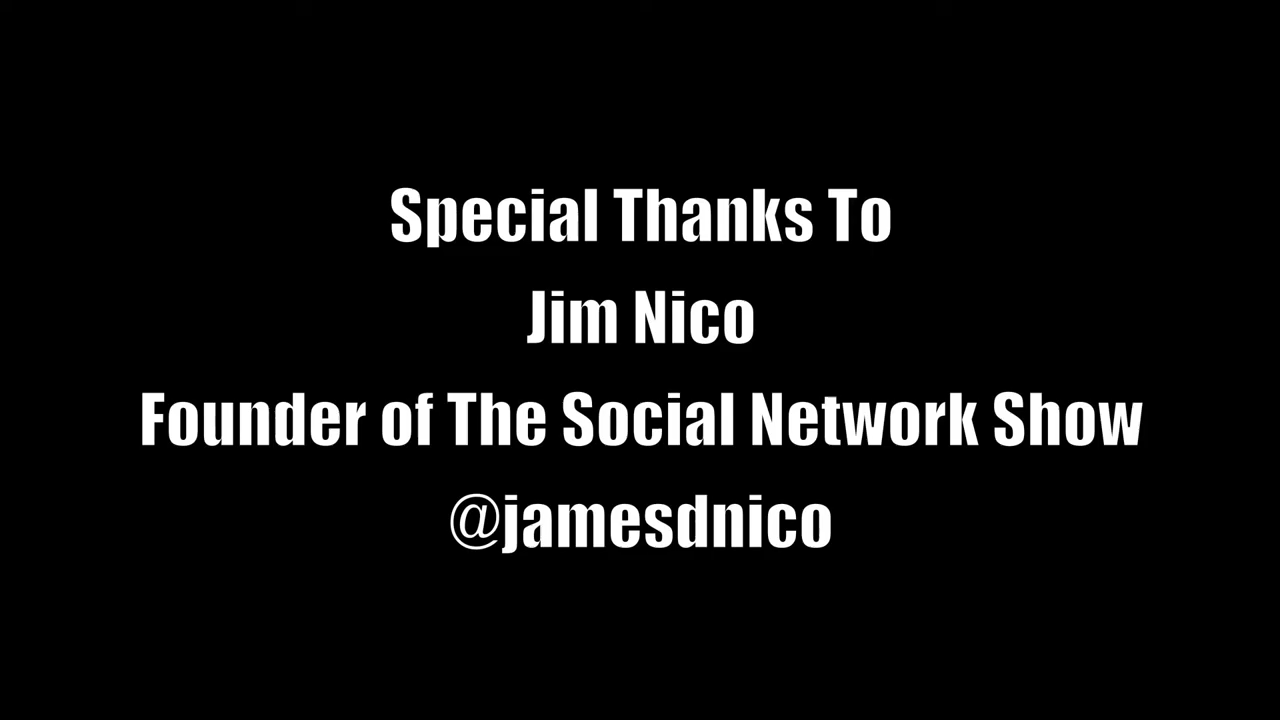 Special Thanks To
Jim Nico
Founder of The Social Network Show
@jamesdnico